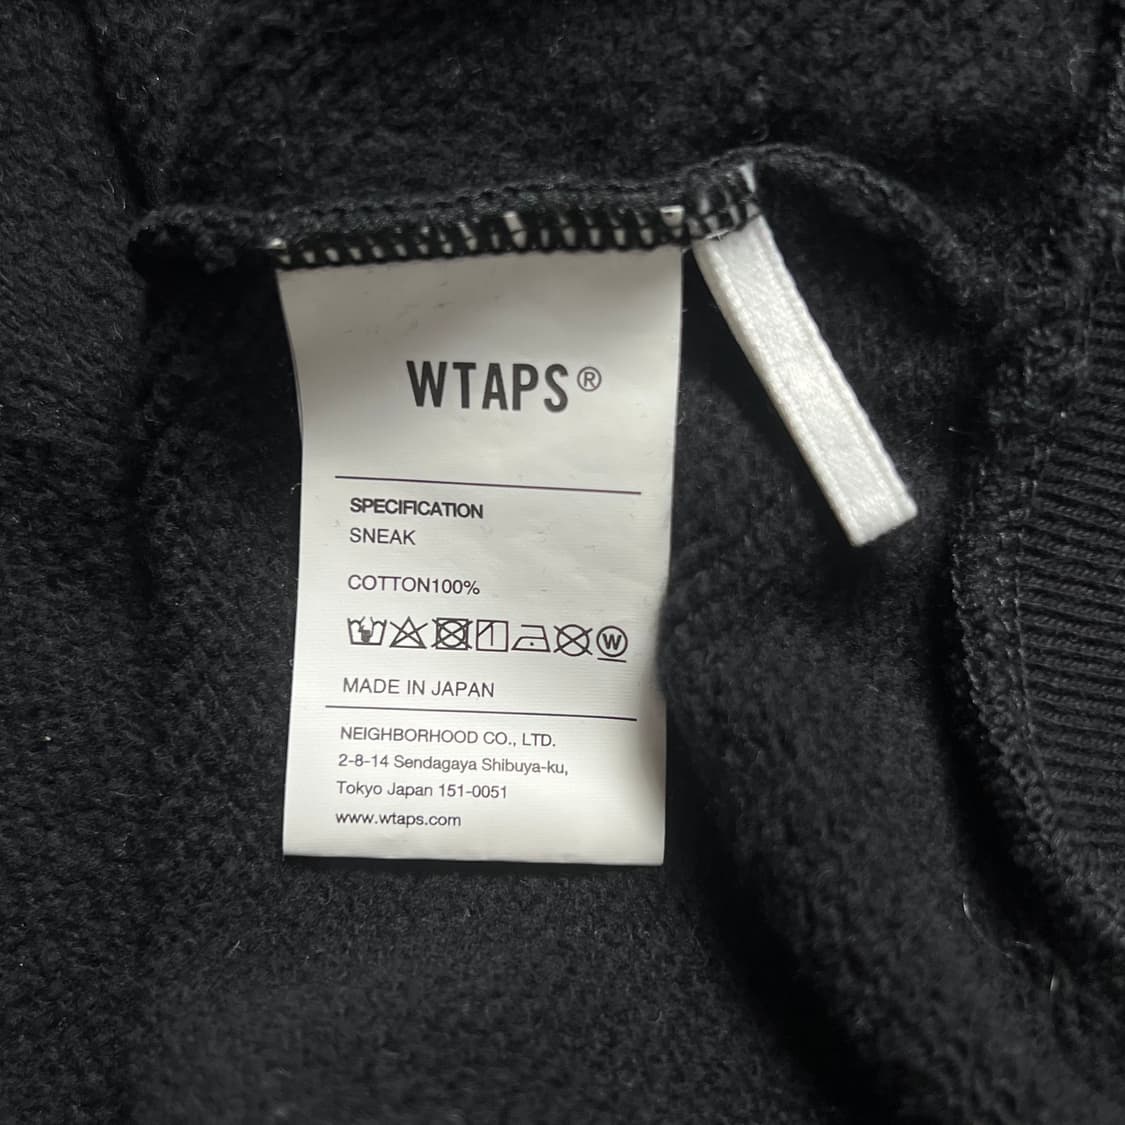 WTAPS®
SPECIFICATION
SNEAK
COTTON100%
W
MADE IN JAPAN
NEIGHBORHOOD CO., LTD.
2-8-14 Sendagaya Shibuya-ku,
Tokyo Japan 151-0051
www.wtaps.com